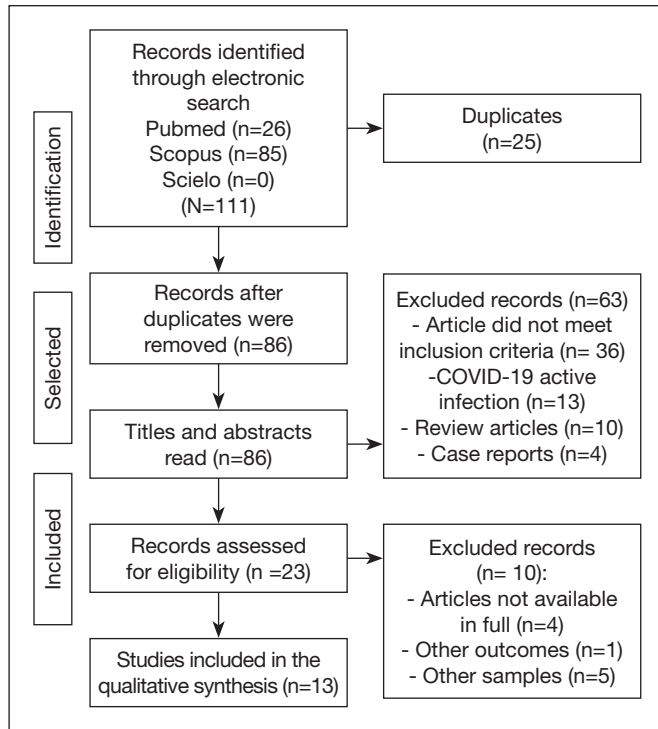 Identification
Records identified
through electronic
search
Pubmed (n=26)
Scopus (n=85)
Scielo (n=0)
(N=111)
Duplicates
(n=25)
Selected
Records after
duplicates were
removed (n=86)
Excluded records (n=63)
- Article did not meet
inclusion criteria (n= 36)
-COVID-19 active
infection (n=13)
- Review articles (n=10)
- Case reports (n=4)
Titles and abstracts
read (n=86)
Included
Records assessed
for eligibility (n =23)
Excluded records
(n= 10):
- Articles not available
in full (n=4)
- Other outcomes (n=1)
- Other samples (n=5)
Studies included in the
qualitative synthesis (n=13)